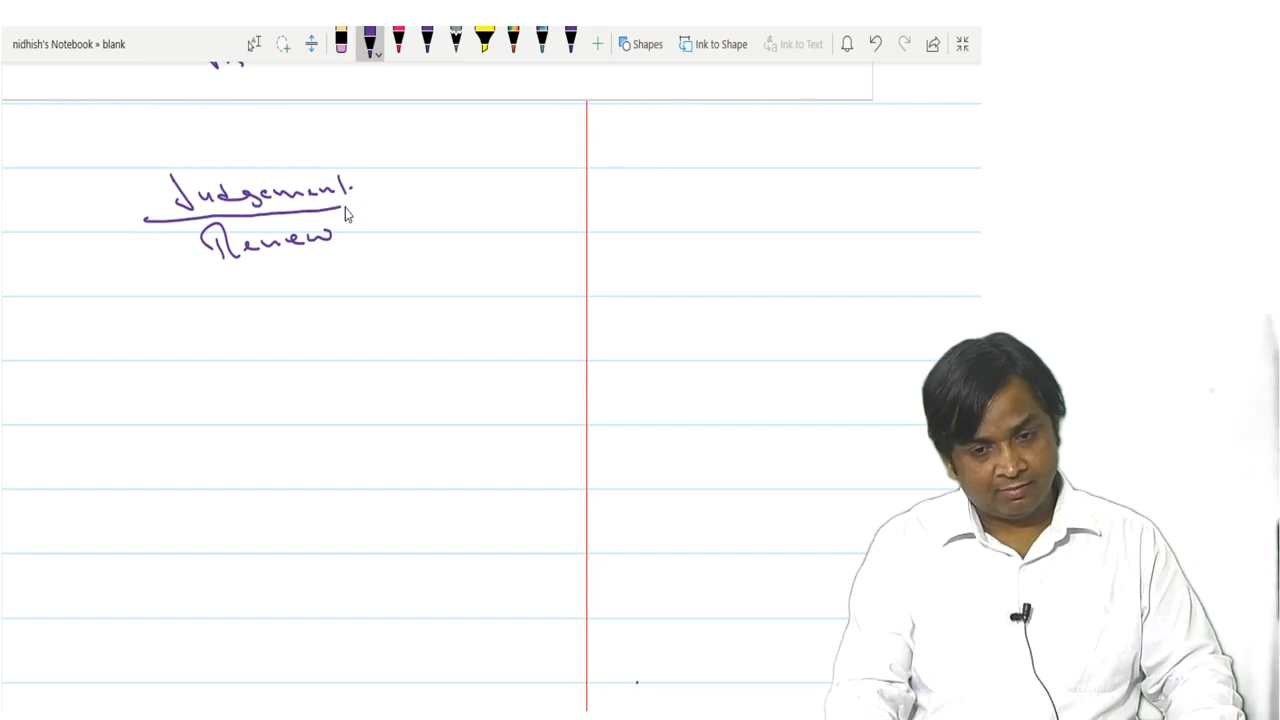 nidhish's Notebook » blank
Shapes
Ink to Shape
Ink to Text
Judgement.
Review